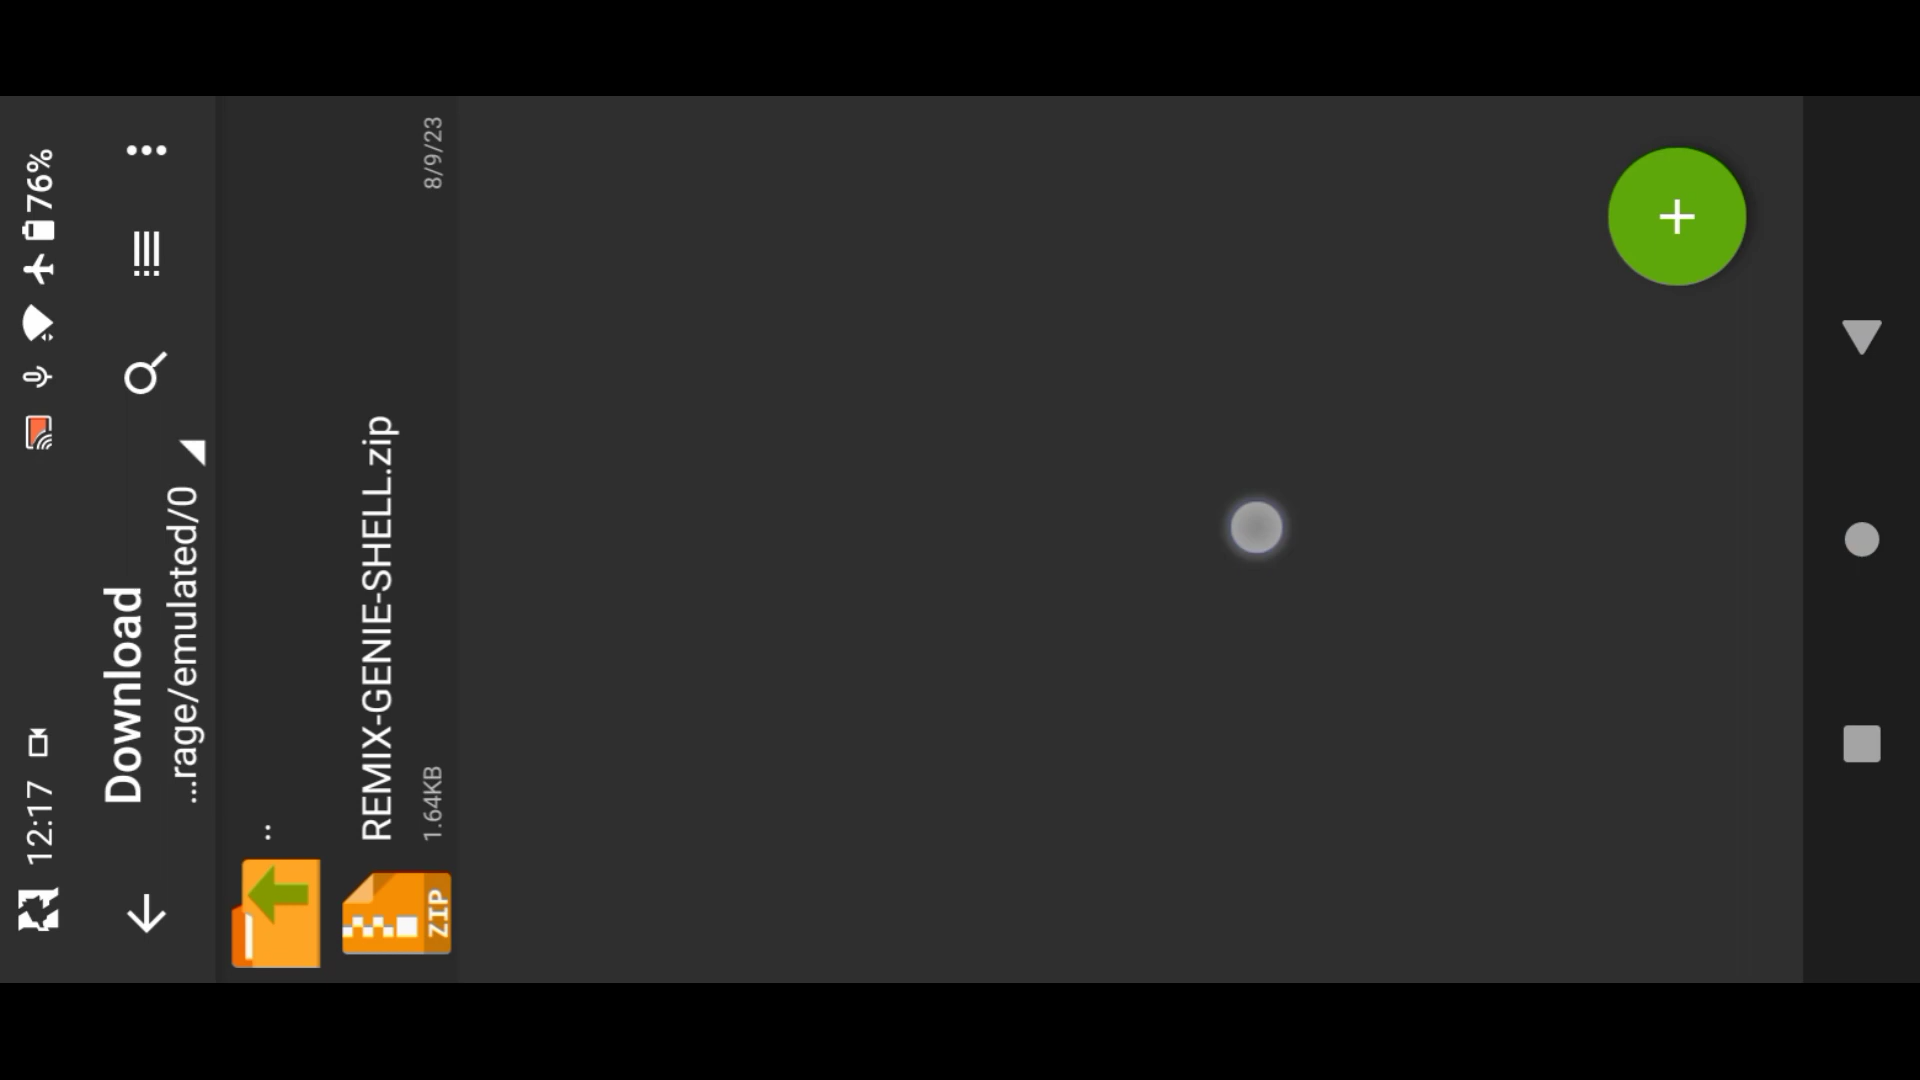 12:17
76%
Download
...rage/emulated/0
..
REMIX-GENIE-SHELL.zip
1.64KB
8/9/23
ZIP